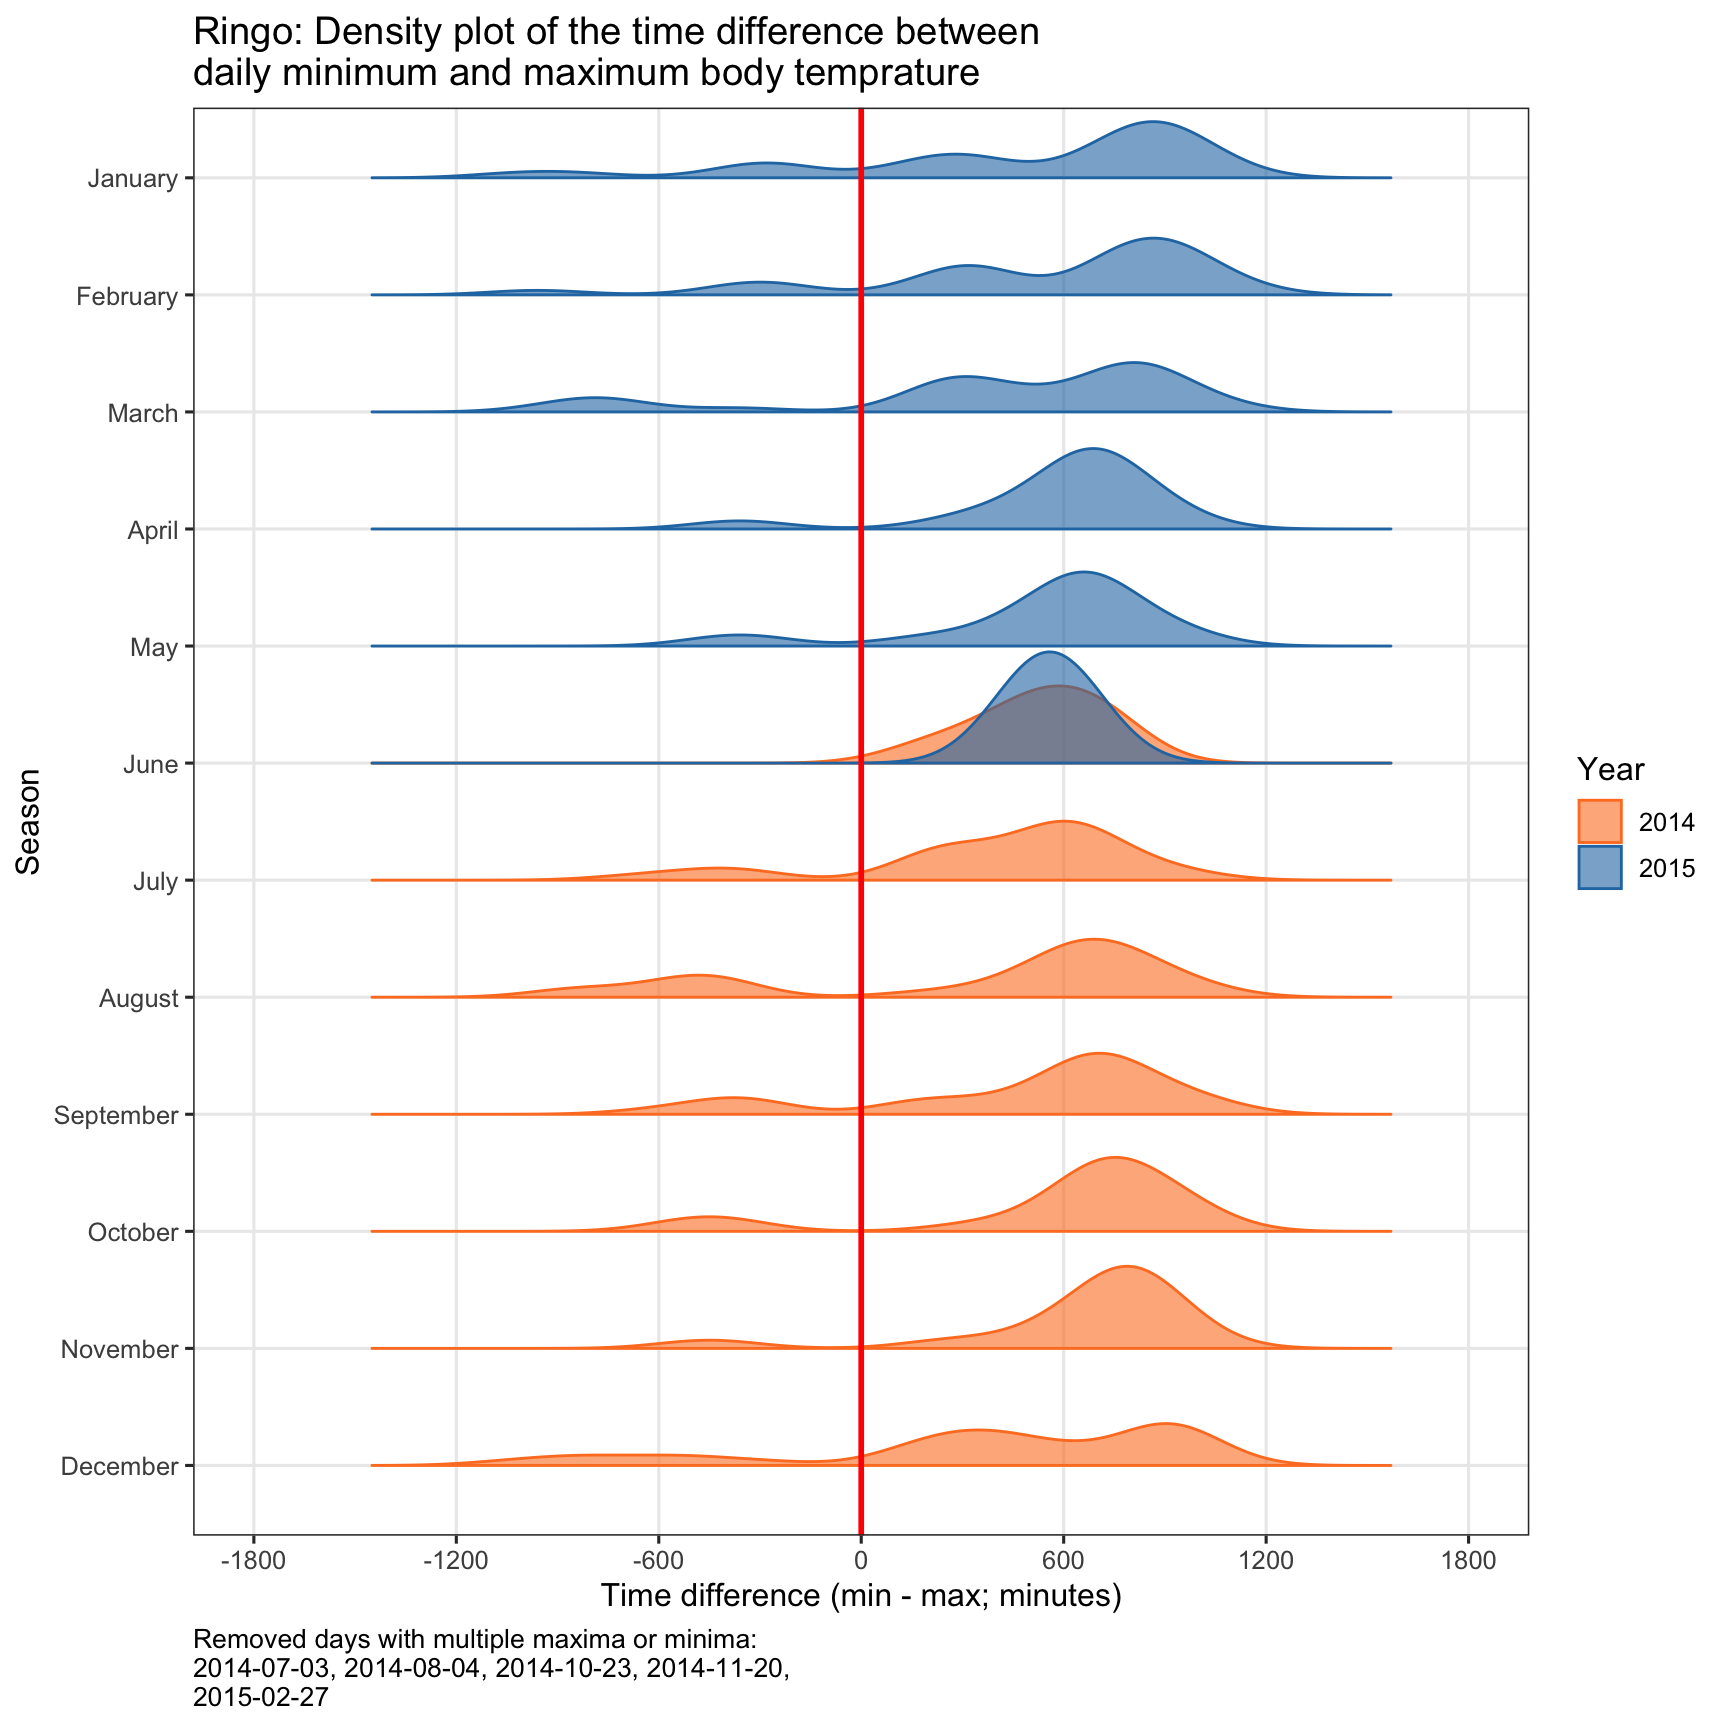 Ringo: Density plot of the time difference between
daily minimum and maximum body temprature
January
February
March
April
May
June
July
August
September
October
November
December
Season
-1800
-1200
-600
0
600
1200
1800
Time difference (min - max; minutes)
Year
2014
2015
Removed days with multiple maxima or minima:
2014-07-03, 2014-08-04, 2014-10-23, 2014-11-20,
2015-02-27